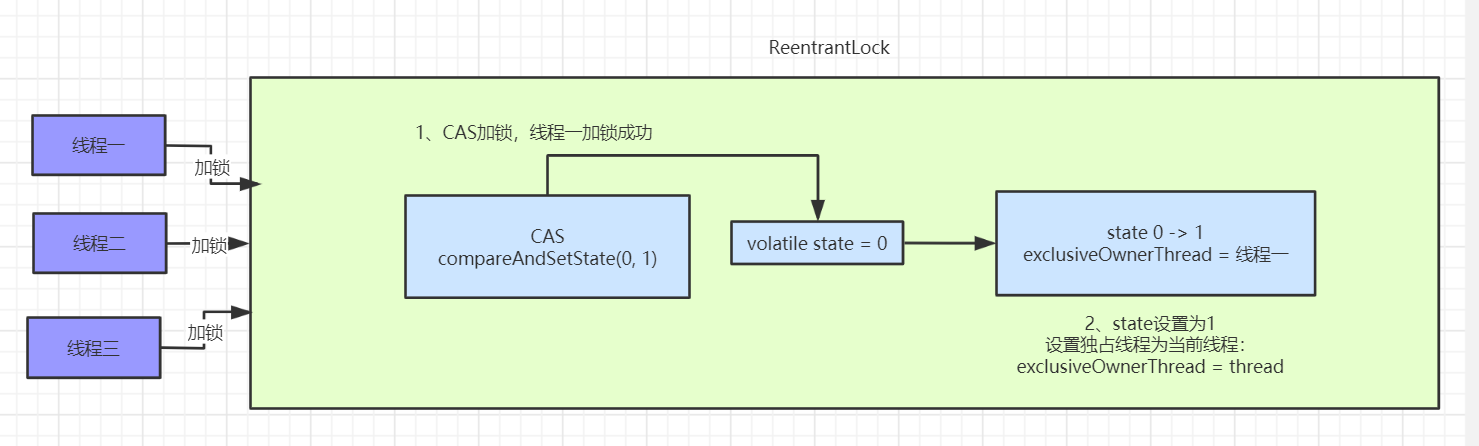 ReentrantLock
线程一
加锁
线程二
加锁
线程三
加锁
1、CAS加锁，线程一加锁成功
CAS
compareAndSetState(0, 1)
volatile state = 0
state 0 -> 1
exclusiveOwnerThread = 线程一
2、state设置为1
设置独占线程为当前线程：
exclusiveOwnerThread = thread